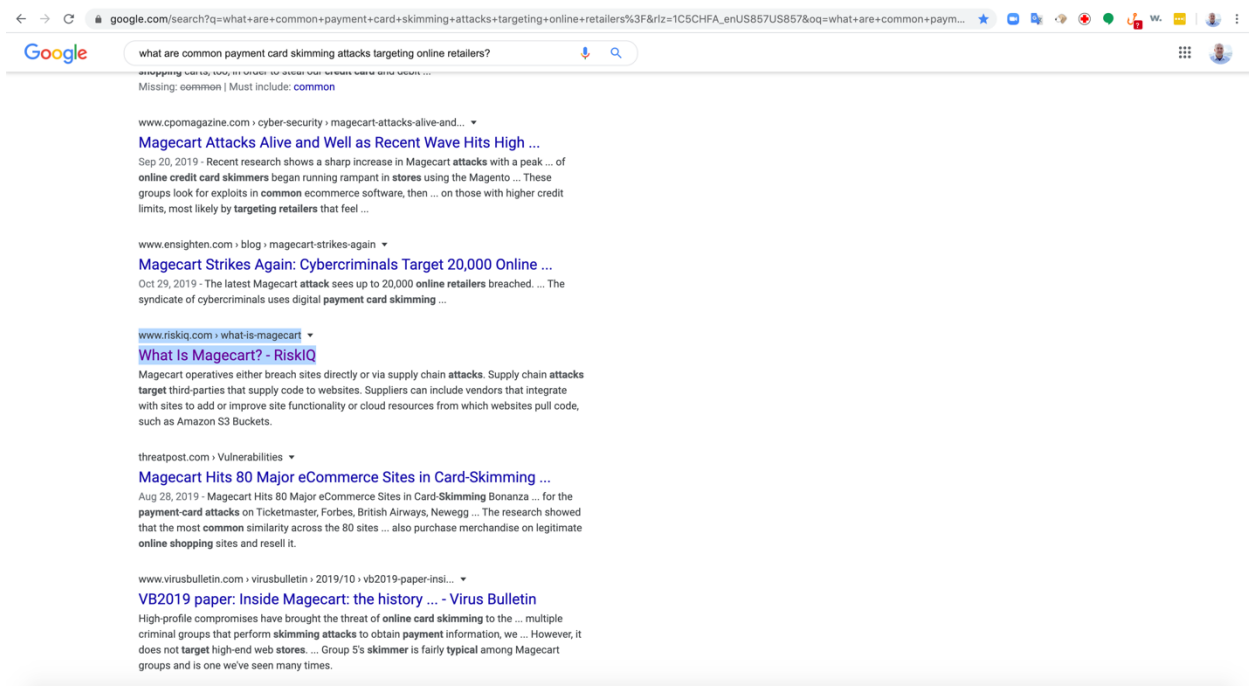 google.com/search?q=what+are+common+payment+card+skimming+attacks+targeting+online+retailers%3F&rlz=1C5CHFA_enUS857US857&oq=what+are+common+paym...
w.
?
Google
what are common payment card skimming attacks targeting online retailers?
shopping carts, too, in order to steal our credit card and debit ...
Missing: common | Must include: common
www.cpomagazine.com › cyber-security › magecart-attacks-alive-and...
Magecart Attacks Alive and Well as Recent Wave Hits High ...
Sep 20, 2019 - Recent research shows a sharp increase in Magecart attacks with a peak ... of
online credit card skimmers began running rampant in stores using the Magento ... These
groups look for exploits in common ecommerce software, then ... on those with higher credit
limits, most likely by targeting retailers that feel ...
www.ensighten.com › blog › magecart-strikes-again
Magecart Strikes Again: Cybercriminals Target 20,000 Online ...
Oct 29, 2019 - The latest Magecart attack sees up to 20,000 online retailers breached. ... The
syndicate of cybercriminals uses digital payment card skimming ...
www.riskiq.com › what-is-magecart
What Is Magecart? - RiskIQ
Magecart operatives either breach sites directly or via supply chain attacks. Supply chain attacks
target third-parties that supply code to websites. Suppliers can include vendors that integrate
with sites to add or improve site functionality or cloud resources from which websites pull code,
such as Amazon S3 Buckets.
threatpost.com › Vulnerabilities
Magecart Hits 80 Major eCommerce Sites in Card-Skimming ...
Aug 28, 2019 - Magecart Hits 80 Major eCommerce Sites in Card-Skimming Bonanza ... for the
payment-card attacks on Ticketmaster, Forbes, British Airways, Newegg ... The research showed
that the most common similarity across the 80 sites ... also purchase merchandise on legitimate
online shopping sites and resell it.
www.virusbulletin.com › virusbulletin › 2019/10 › vb2019-paper-insi...
VB2019 paper: Inside Magecart: the history ... - Virus Bulletin
High-profile compromises have brought the threat of online card skimming to the ... multiple
criminal groups that perform skimming attacks to obtain payment information, we ... However, it
does not target high-end web stores. ... Group 5's skimmer is fairly typical among Magecart
groups and is one we've seen many times.